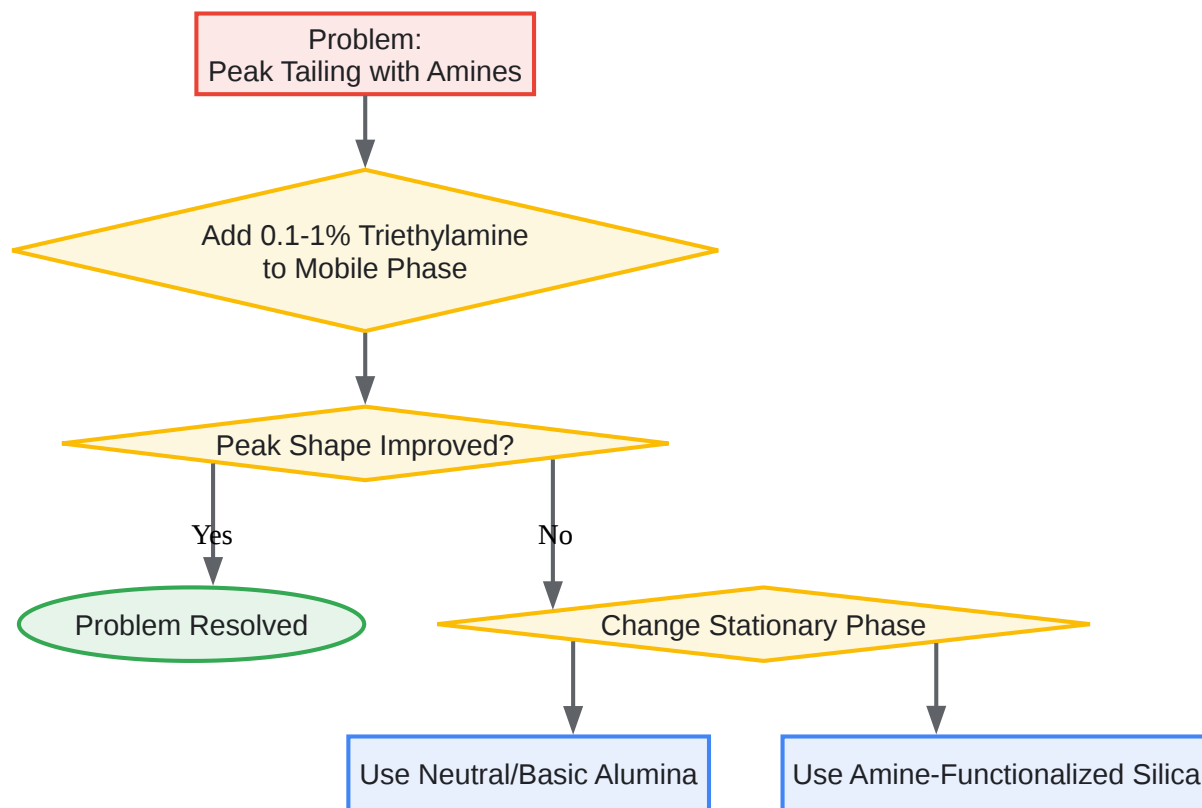 Problem:
Peak Tailing with Amines
Add 0.1-1% Triethylamine
to Mobile Phase
Peak Shape Improved?
Yes
No
Problem Resolved
Change Stationary Phase
Use Neutral/Basic Alumina
Use Amine-Functionalized Silica